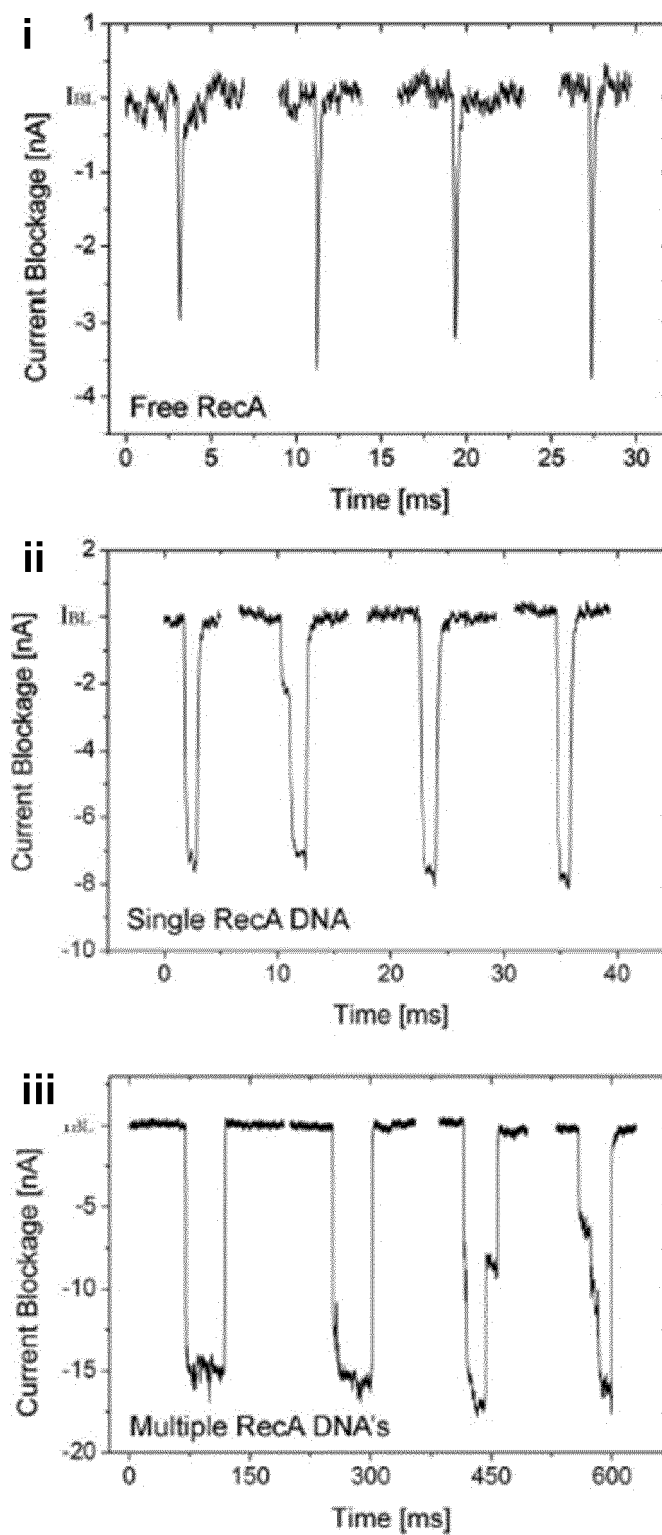 i
1
IBL
-1
-2
-3
-4
Current Blockage [nA]
Free RecA
0 5 10 15 20 25 30
Time [ms]
ii
2
IBL
-2
-4
-6
-8
-10
Current Blockage [nA]
Single RecA DNA
0 10 20 30 40
Time [ms]
iii
-5
-10
-15
-20
Current Blockage [nA]
Multiple RecA DNA's
0 150 300 450 600
Time [ms]